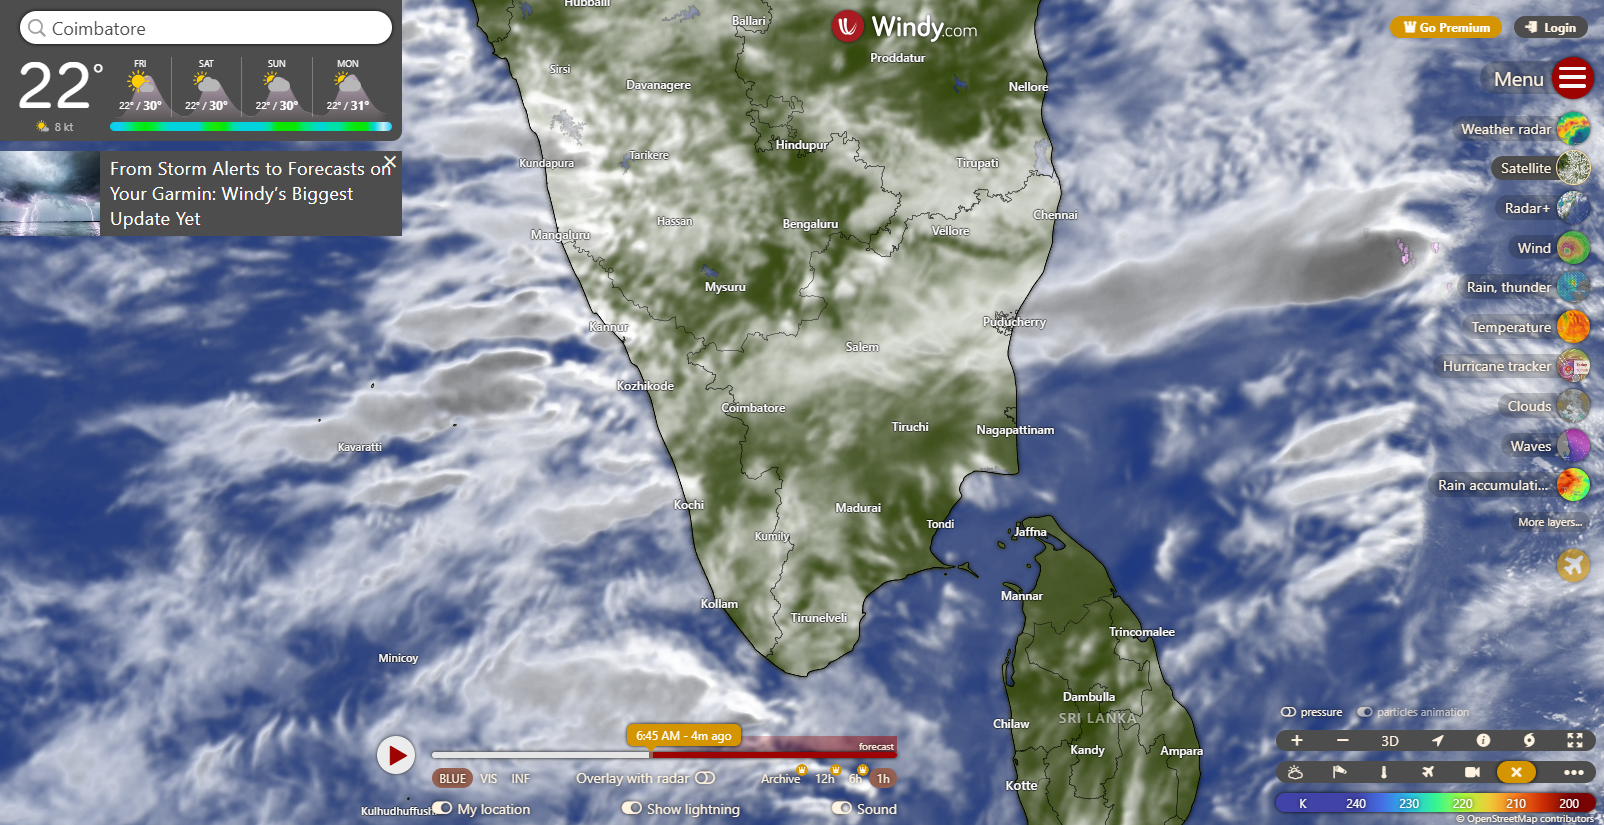 Coimbatore
22°
8 kt
FRI
22° / 30°
SAT
22° / 30°
SUN
22° / 30°
MON
22° / 31°
From Storm Alerts to Forecasts on
Your Garmin: Windy's Biggest
Update Yet
Windy.com
Go Premium
Login
Menu
Weather radar
Satellite
Radar+
Wind
Rain, thunder
Temperature
Hurricane tracker
Clouds
Waves
Rain accumulati...
More layers...
Hubballi
Ballari
Proddatur
Sirsi
Davanagere
Nellore
Hindupur
Kundapura
Tarikere
Tirupati
Hassan
Bengaluru
Chennai
Mangaluru
Vellore
Mysuru
Kannur
Puducherry
Salem
Kozhikode
Coimbatore
Tiruchi
Nagapattinam
Kavaratti
Kochi
Madurai
Tondi
Kumily
Jaffna
Mannar
Kollam
Tirunelveli
Trincomalee
Minicoy
Dambulla
SRI LANKA
Chilaw
Kandy
Ampara
Kotte
Kulhudhuffushi
6:45 AM - 4m ago
forecast
BLUE VIS INF
Overlay with radar
Archive 12h 6h 1h
My location
Show lightning
Sound
pressure
particles animation
3D
K 240 230 220 210 200
© OpenStreetMap contributors